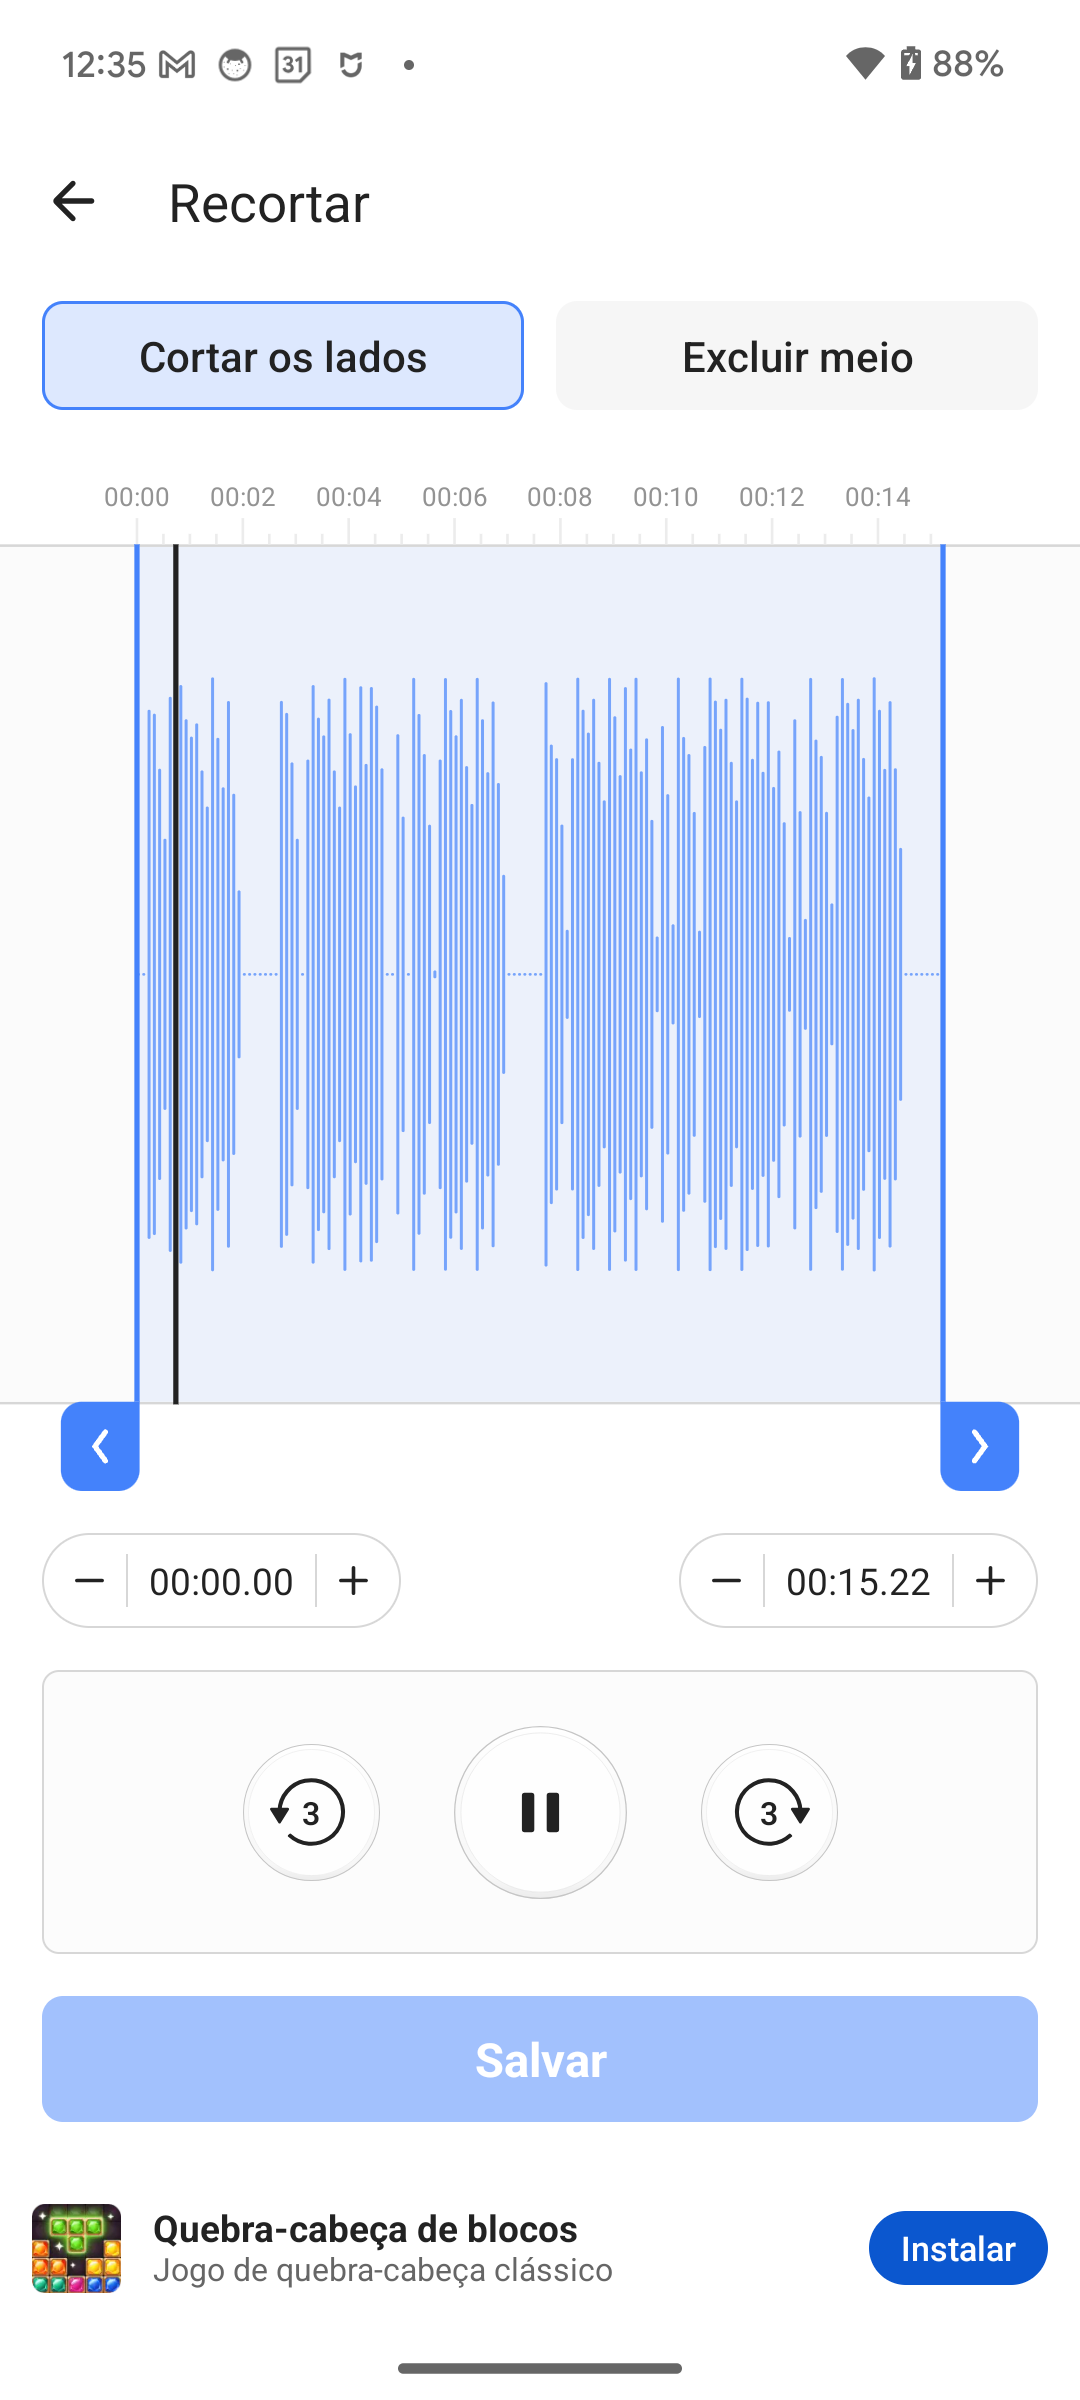 12:35
31
88%
Recortar
Cortar os lados
Excluir meio
00:00 00:02 00:04 00:06 00:08 00:10 00:12 00:14
00:00.00
00:15.22
3
3
Salvar
Quebra-cabeça de blocos
Jogo de quebra-cabeça clássico
Instalar